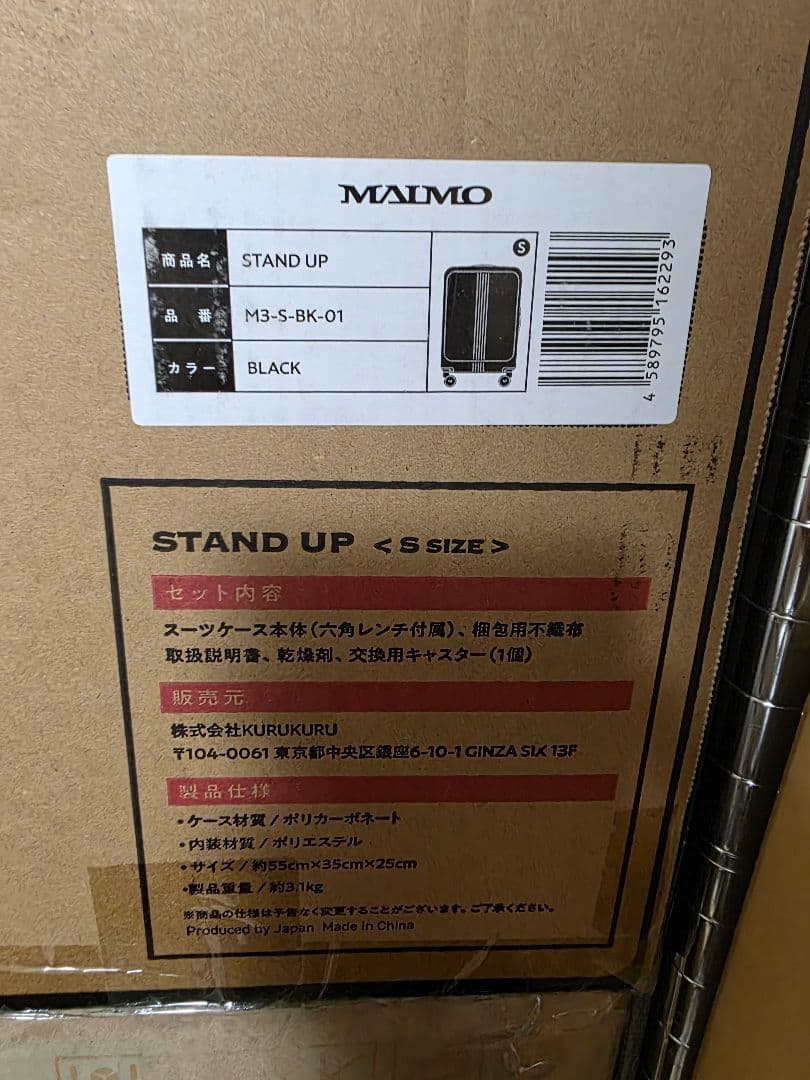 MAIMO
商品名 STAND UP
品 番 M3-S-BK-01
カラー BLACK
S
4 589795 162293
STAND UP < S SIZE >
セット内容
スーツケース本体(六角レンチ付属)、梱包用不織布
取扱説明書、乾燥剤、交換用キャスター(1個)
販売元
株式会社KURUKURU
〒104-0061 東京都中央区銀座6-10-1 GINZA SIX 13F
製品仕様
・ケース材質/ポリカーボネート
・内装材質/ポリエステル
・サイズ/約55cm×35cm×25cm
・製品重量/約3.1kg
※商品の仕様は予告なく変更することがございます。ご了承ください。
Produced by Japan Made in China